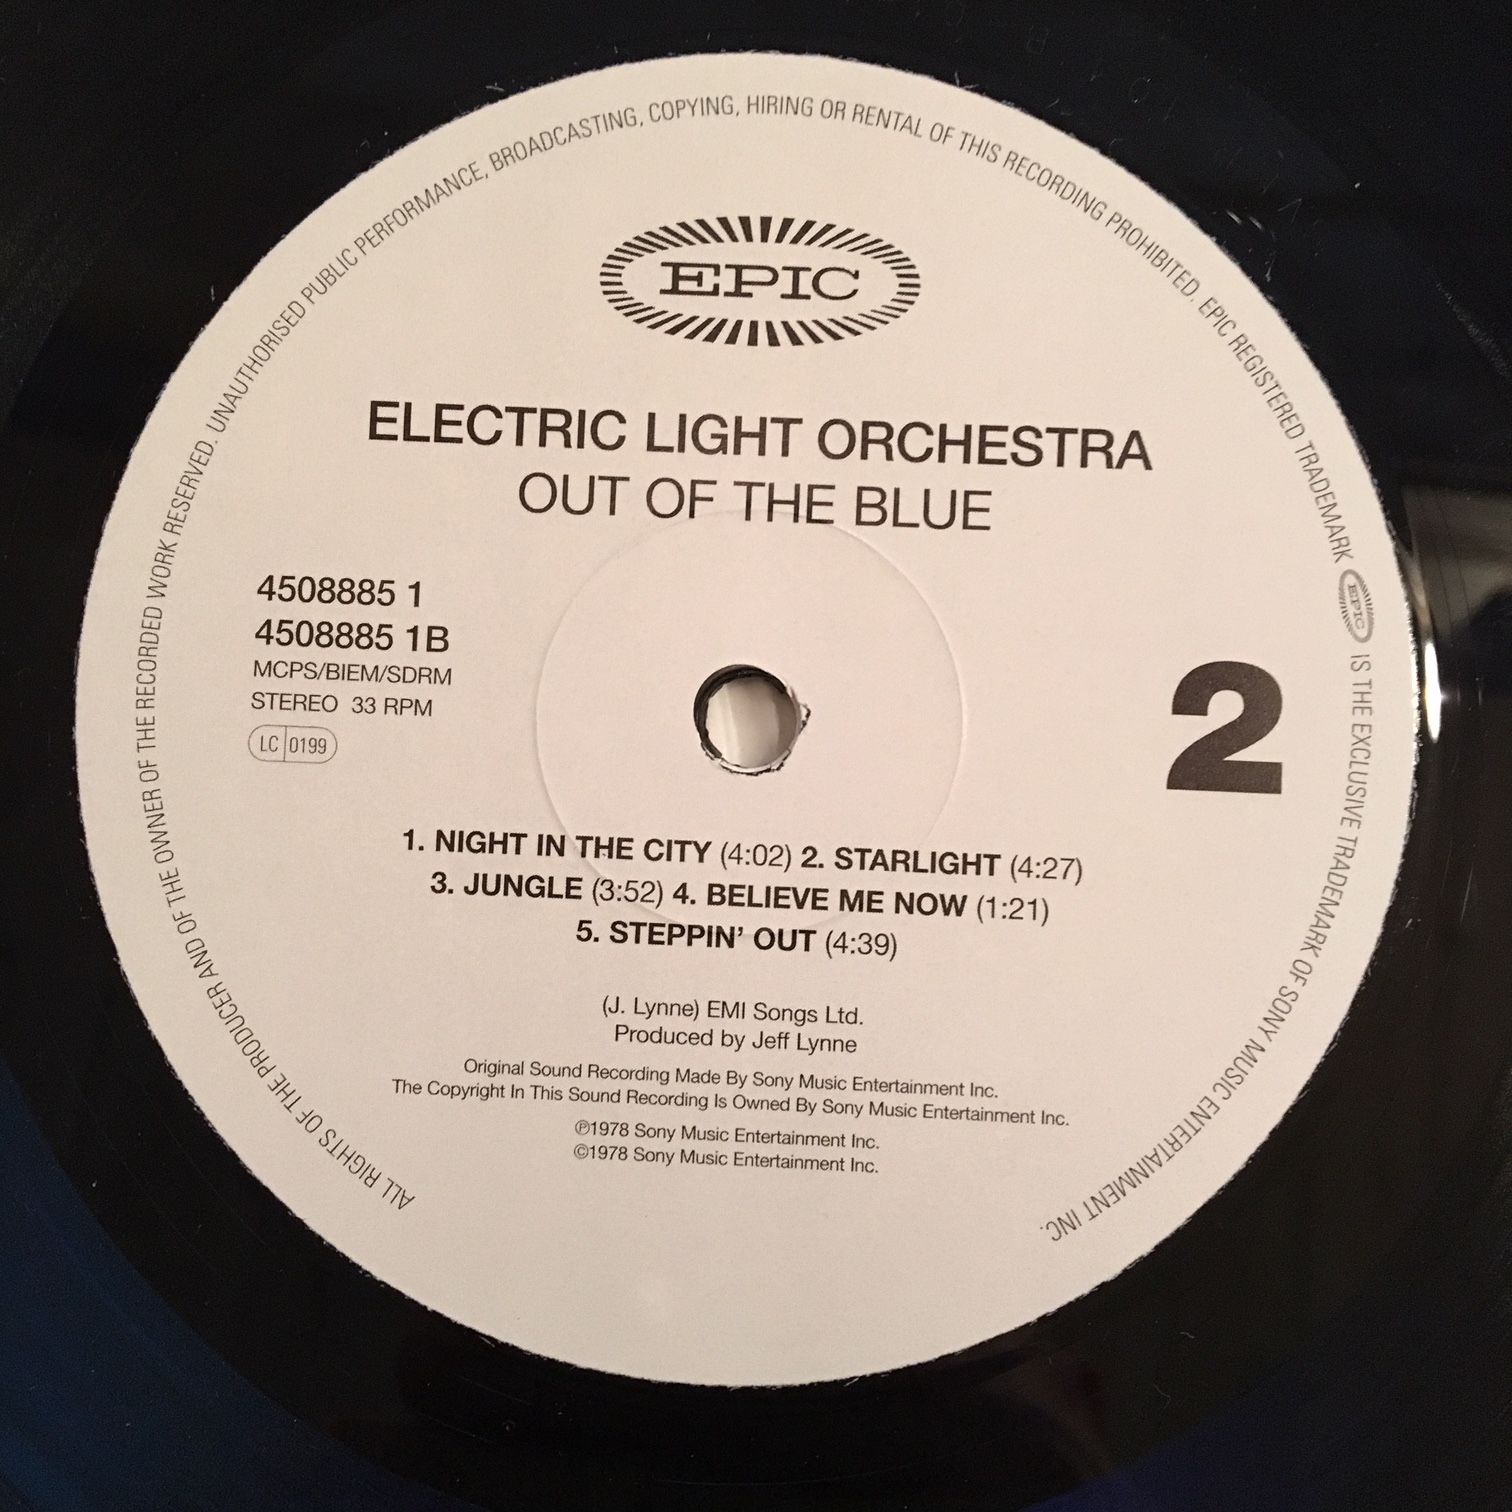 ALL RIGHTS OF THE PRODUCER AND OF THE OWNER OF THE RECORDED WORK RESERVED. UNAUTHORISED PUBLIC PERFORMANCE, BROADCASTING, COPYING, HIRING OR RENTAL OF THIS RECORDING PROHIBITED. EPIC REGISTERED TRADEMARK EPIC IS THE EXCLUSIVE TRADEMARK OF SONY MUSIC ENTERTAINMENT INC.
EPIC
ELECTRIC LIGHT ORCHESTRA
OUT OF THE BLUE
4508885 1
4508885 1B
MCPS/BIEM/SDRM
STEREO 33 RPM
LC 0199
2
1. NIGHT IN THE CITY (4:02) 2. STARLIGHT (4:27)
3. JUNGLE (3:52) 4. BELIEVE ME NOW (1:21)
5. STEPPIN' OUT (4:39)
(J. Lynne) EMI Songs Ltd.
Produced by Jeff Lynne
Original Sound Recording Made By Sony Music Entertainment Inc.
The Copyright In This Sound Recording Is Owned By Sony Music Entertainment Inc.
℗1978 Sony Music Entertainment Inc.
©1978 Sony Music Entertainment Inc.